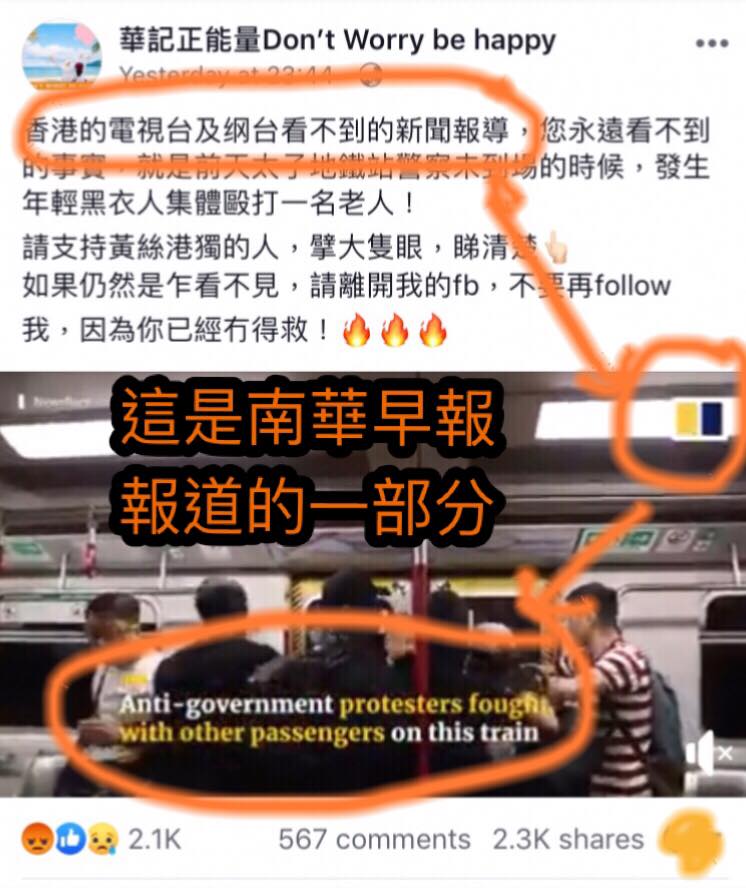 華記正能量Don't Worry be happy
Yesterday at 23:44
香港的電視台及纲台看不到的新聞報導，您永遠看不到
的事實，就是前天太子地鐵站警察未到場的時候，發生
年輕黑衣人集體毆打一名老人！
請支持黃絲港獨的人，擘大隻眼，睇清楚👆🏻
如果仍然是乍看不見，請離開我的fb，不要再follow
我，因為你已經冇得救！🔥🔥🔥
這是南華早報
報道的一部分
Anti-government protesters fought
with other passengers on this train
2.1K 567 comments 2.3K shares